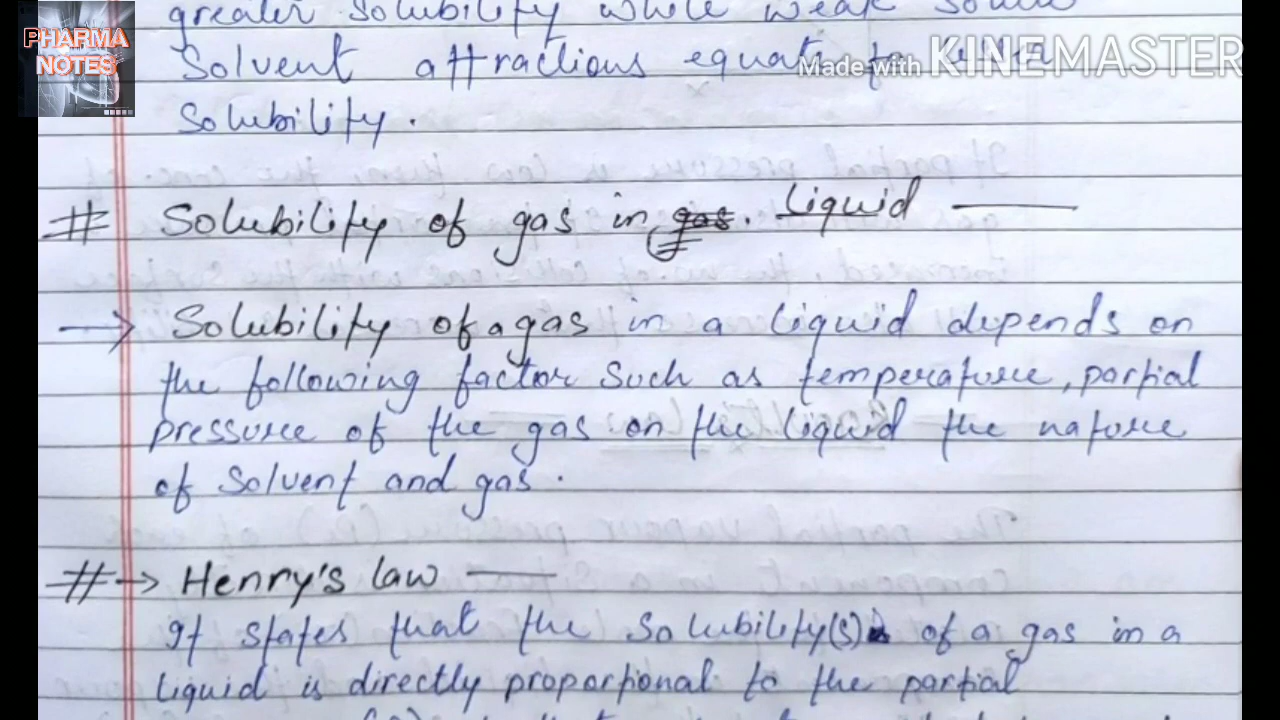 PHARMA
NOTES
Made with KINEMASTER
greater solubility while weak
Solvent attractions equat
Solubility.
# Solubility of gas in gas. Liquid —
→ Solubility of a gas in a liquid depends on
the following factor such as temperature, partial
pressure of the gas on the liquid the nature
of solvent and gas.
# → Henry's law —
It states that the Solubility(s) of a gas in a
liquid is directly proportional to the partial